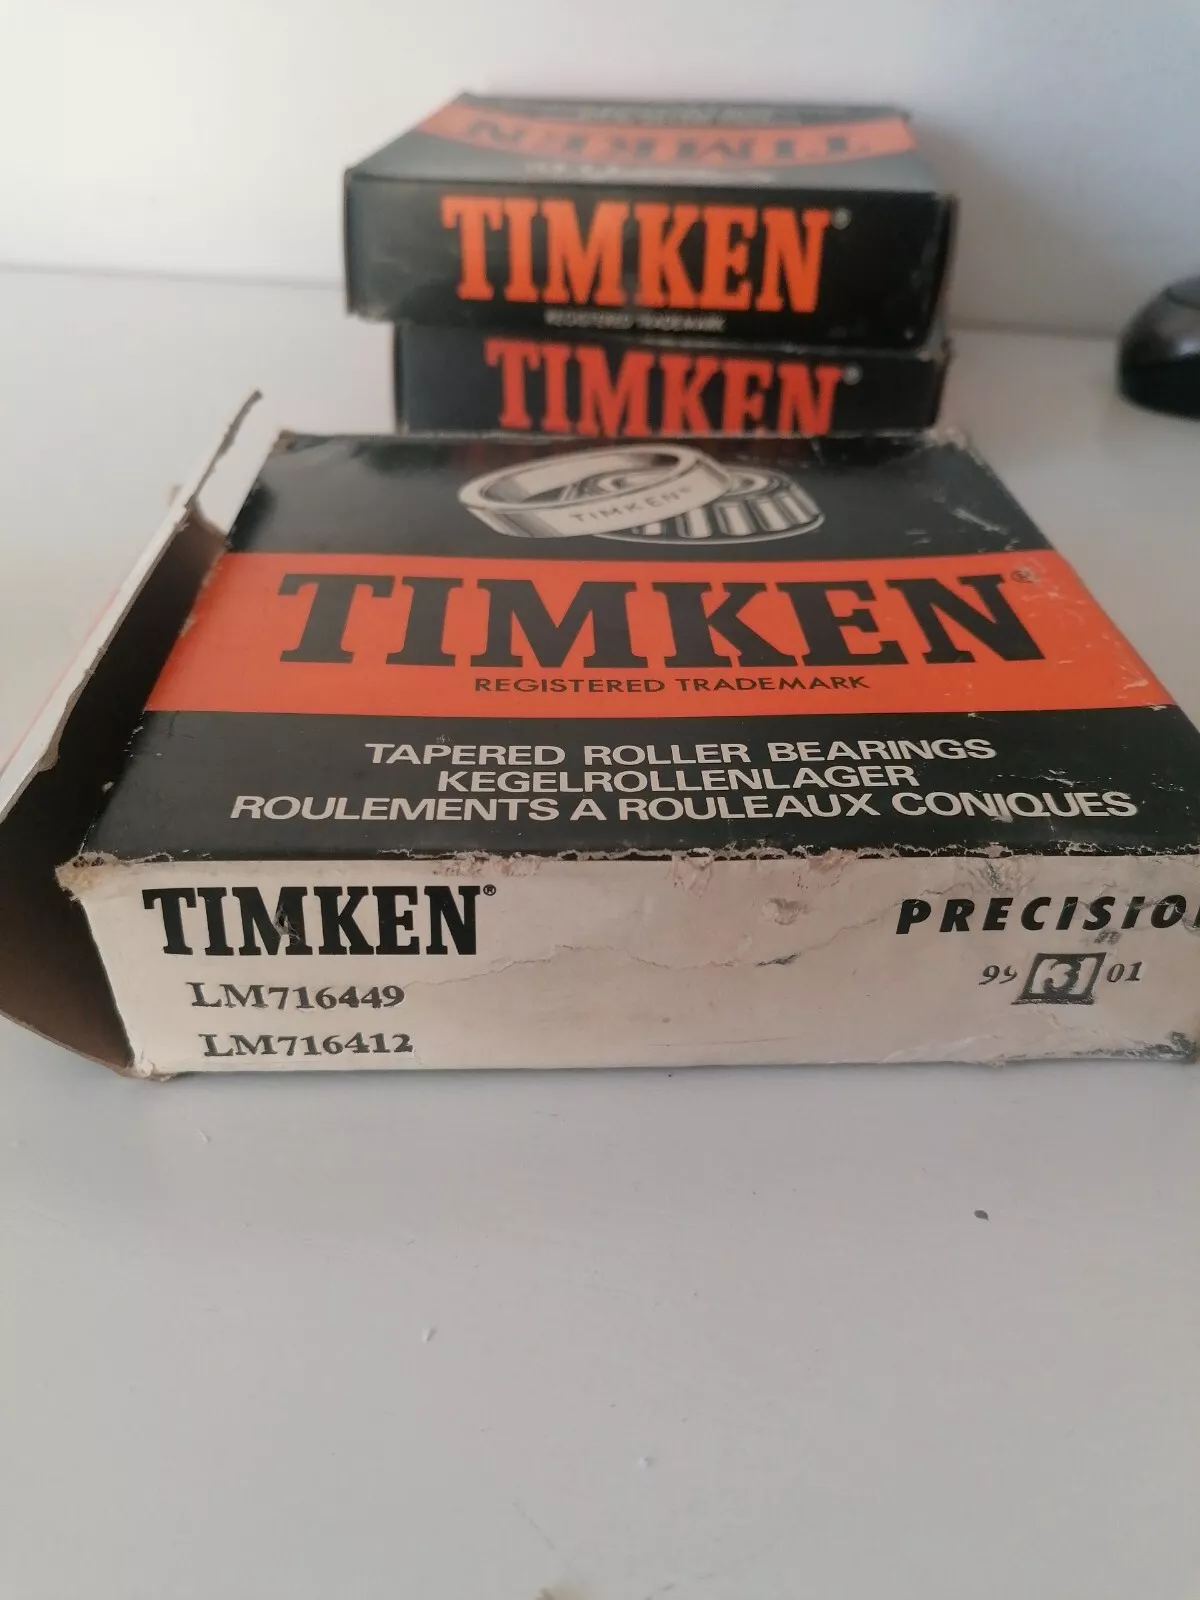 TIMKEN
TIMKEN®
REGISTERED TRADEMARK
TIMKEN®
TIMKEN®
TIMKEN®
REGISTERED TRADEMARK
TAPERED ROLLER BEARINGS
KEGELROLLENLAGER
ROULEMENTS A ROULEAUX CONIQUES
TIMKEN®
LM716449
LM716412
PRECISIO
99 3 01